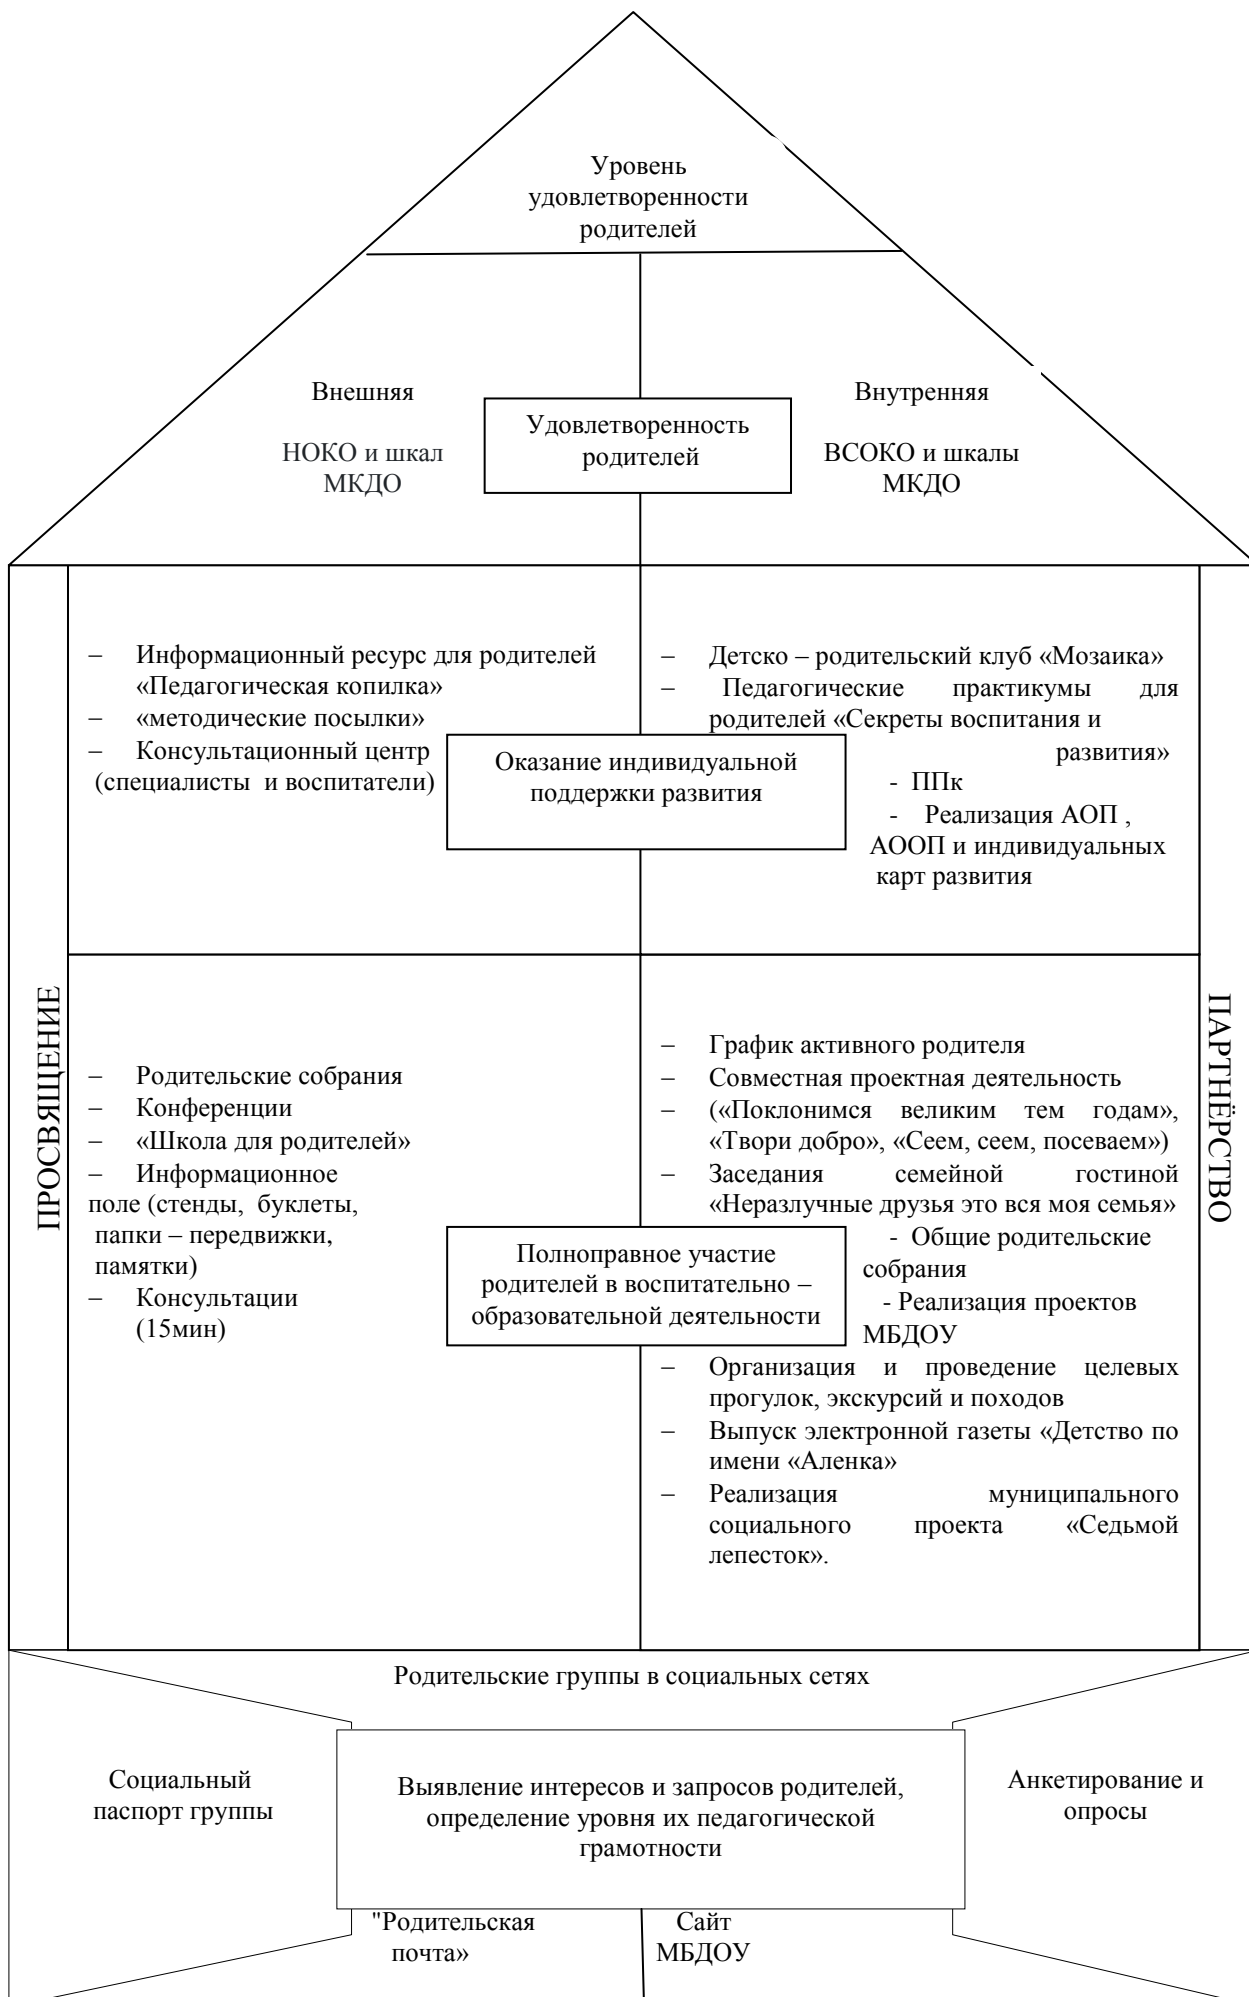 Уровень
удовлетворенности
родителей
Внешняя
НОКО и шкал
МКДО
Удовлетворенность
родителей
Внутренняя
ВСОКО и шкалы
МКДО
ПРОСВЯЩЕНИЕ
– Информационный ресурс для родителей
«Педагогическая копилка»
– «методические посылки»
– Консультационный центр
(специалисты и воспитатели)
Оказание индивидуальной
поддержки развития
– Детско – родительский клуб «Мозаика»
– Педагогические практикумы для
родителей «Секреты воспитания и
развития»
- ППк
- Реализация АОП ,
АООП и индивидуальных
карт развития
– Родительские собрания
– Конференции
– «Школа для родителей»
– Информационное
поле (стенды, буклеты,
папки – передвижки,
памятки)
– Консультации
(15мин)
Полноправное участие
родителей в воспитательно –
образовательной деятельности
– График активного родителя
– Совместная проектная деятельность
– («Поклонимся великим тем годам»,
«Твори добро», «Сеем, сеем, посеваем»)
– Заседания семейной гостиной
«Неразлучные друзья это вся моя семья»
- Общие родительские
собрания
- Реализация проектов
МБДОУ
– Организация и проведение целевых
прогулок, экскурсий и походов
– Выпуск электронной газеты «Детство по
имени «Аленка»
– Реализация муниципального
социального проекта «Седьмой
лепесток».
ПАРТНЁРСТВО
Родительские группы в социальных сетях
Социальный
паспорт группы
Выявление интересов и запросов родителей,
определение уровня их педагогической
грамотности
Анкетирование и
опросы
"Родительская
почта»
Сайт
МБДОУ